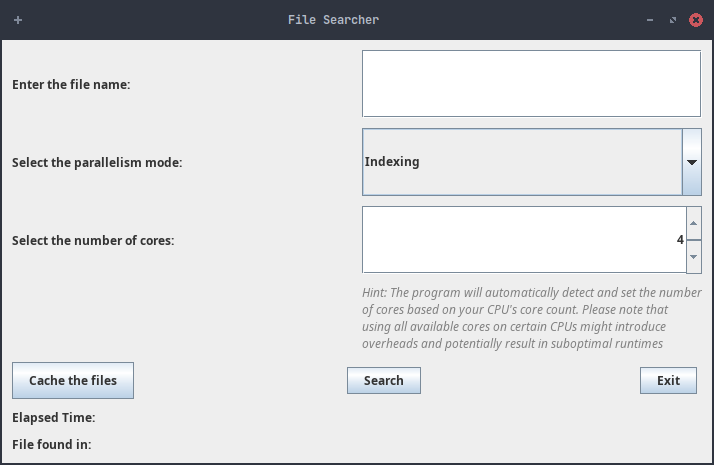 File Searcher
Enter the file name:
Select the parallelism mode:
Indexing
Select the number of cores:
4
Hint: The program will automatically detect and set the number
of cores based on your CPU's core count. Please note that
using all available cores on certain CPUs might introduce
overheads and potentially result in suboptimal runtimes
Cache the files
Search
Exit
Elapsed Time:
File found in: